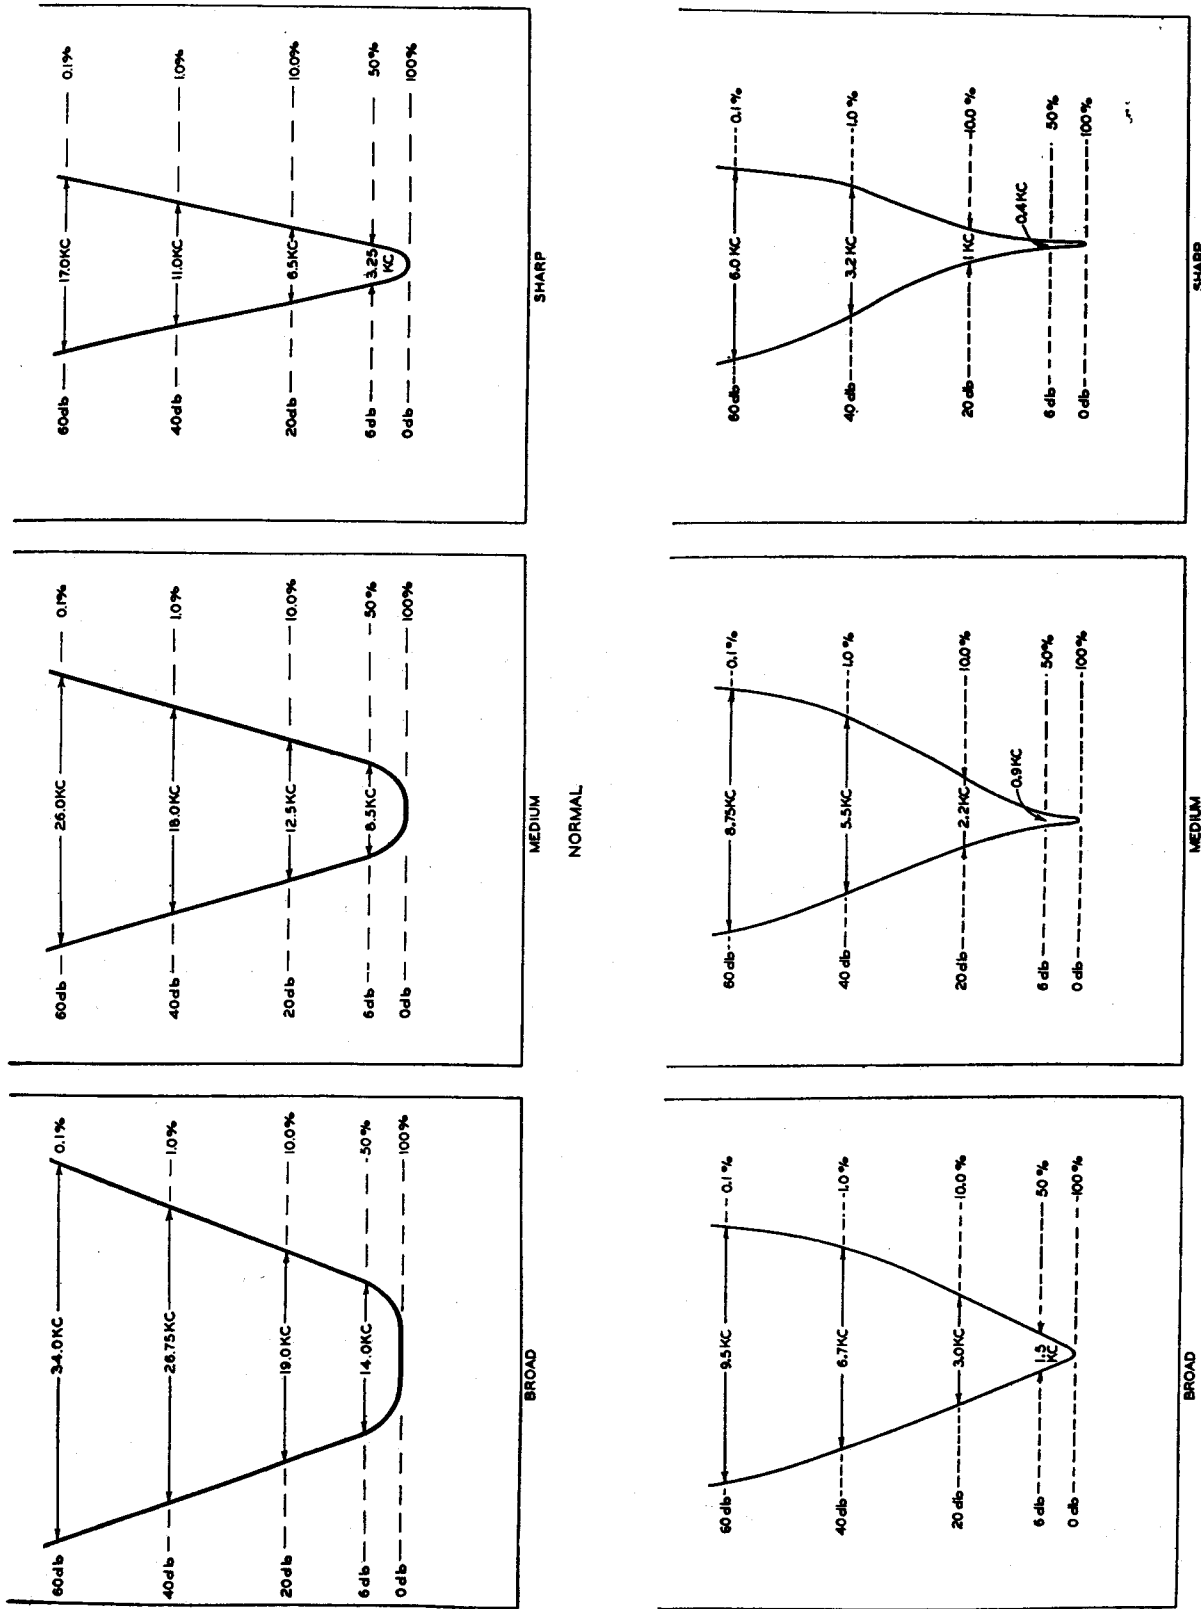 60db 34.0KC 0.1%
40db 26.75KC 1.0%
20db 19.0KC 10.0%
6db 14.0KC 50%
0db 100%
BROAD
60db 26.0KC 0.1%
40db 18.0KC 1.0%
20db 12.5KC 10.0%
6db 8.5KC 50%
0db 100%
MEDIUM
60db 17.0KC 0.1%
40db 11.0KC 1.0%
20db 6.5KC 10.0%
6db 3.25 50%
KC
0db 100%
SHARP
NORMAL
60db 9.5KC 0.1%
40db 6.7KC 1.0%
20db 3.0KC 10.0%
6db 1.5 50%
KC
0db 100%
BROAD
60db 8.75KC 0.1%
40db 5.5KC 1.0%
20db 2.2KC 10.0%
0.9KC
6db 50%
0db 100%
MEDIUM
60db 6.0KC 0.1%
40db 3.2KC 1.0%
20db 1KC 10.0%
0.4KC
6db 50%
0db 100%
SHARP